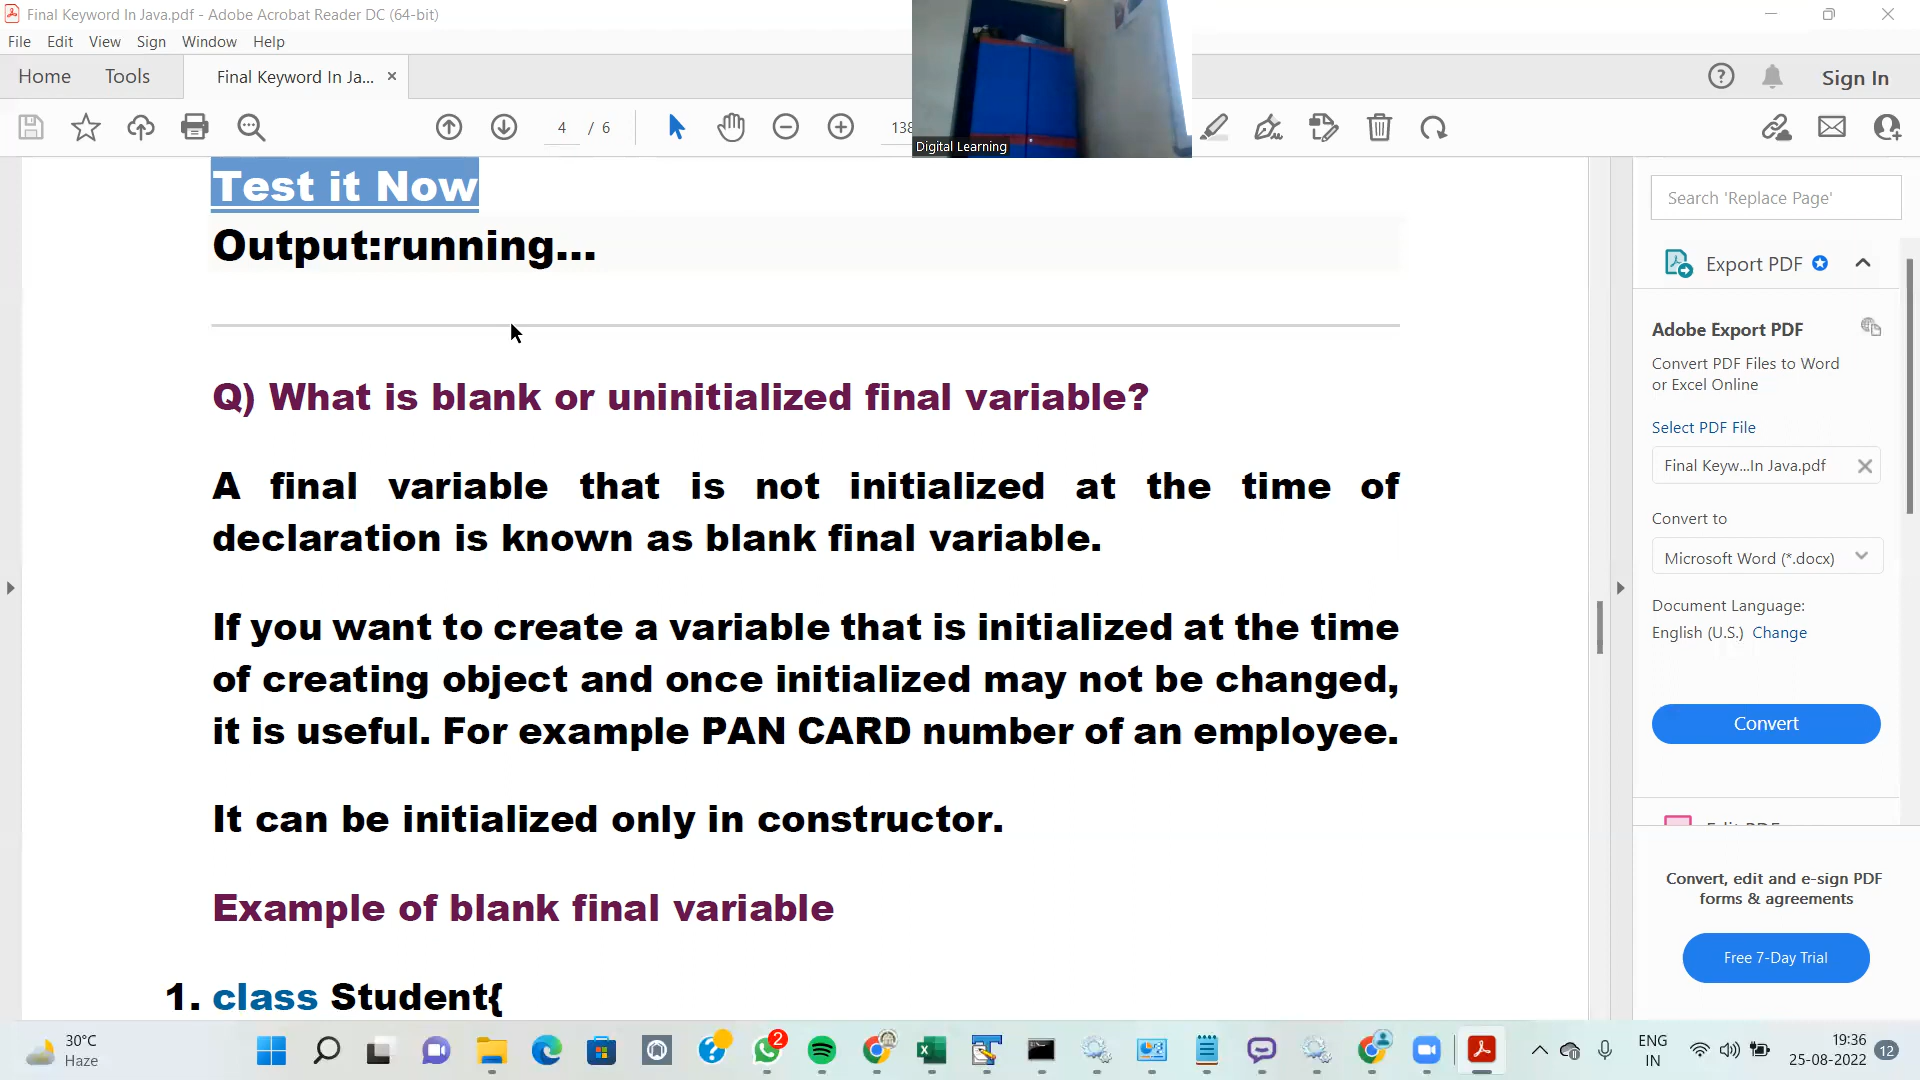 Final Keyword In Java.pdf - Adobe Acrobat Reader DC (64-bit)
File Edit View Sign Window Help
Home Tools Final Keyword In Ja... Sign In
4 / 6 138
Digital Learning
Test it Now
Output:running...
Q) What is blank or uninitialized final variable?
A final variable that is not initialized at the time of
declaration is known as blank final variable.
If you want to create a variable that is initialized at the time
of creating object and once initialized may not be changed,
it is useful. For example PAN CARD number of an employee.
It can be initialized only in constructor.
Example of blank final variable
1. class Student{
Search 'Replace Page'
Export PDF
Adobe Export PDF
Convert PDF Files to Word
or Excel Online
Select PDF File
Final Keyw...In Java.pdf
Convert to
Microsoft Word (*.docx)
Document Language:
English (U.S.) Change
Convert
Convert, edit and e-sign PDF
forms & agreements
Free 7-Day Trial
30°C
Haze
2
ENG
IN
19:36
25-08-2022
12